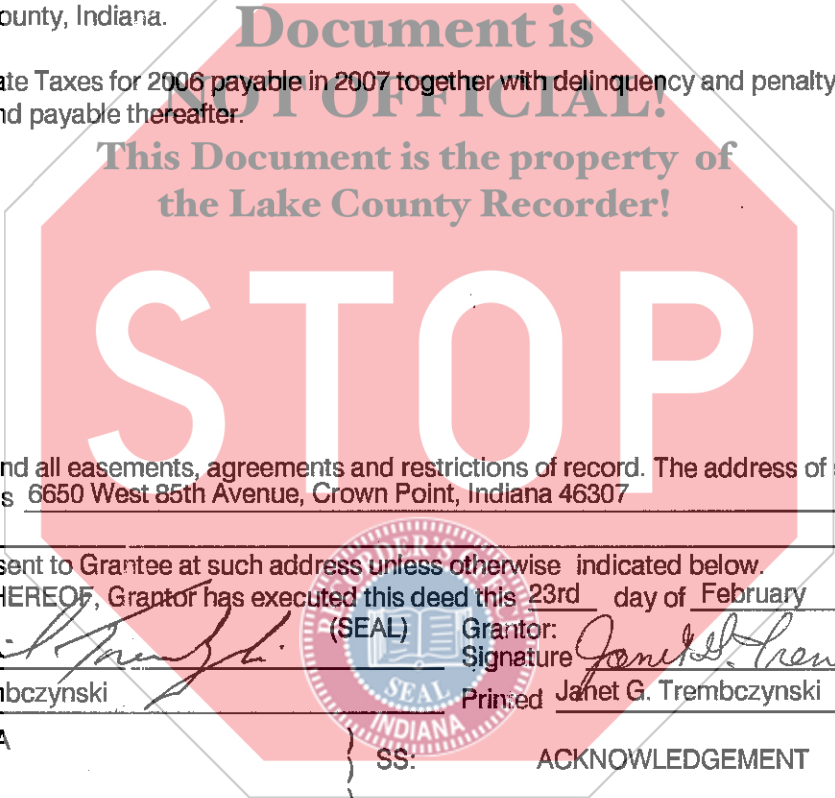 ounty, Indiana.
Document is
ate Taxes for 2006 payable in 2007 together with delinquency and penalty
NOT OFFICIAL!
nd payable thereafter.
This Document is the property of
the Lake County Recorder!
STOP
nd all easements, agreements and restrictions of record. The address of
s 6650 West 85th Avenue, Crown Point, Indiana 46307
sent to Grantee at such address unless otherwise indicated below.
HEREOF, Grantor has executed this deed this 23rd day of February
(SEAL) Grantor:
Signature Janet G. Trem
mbczynski Printed Janet G. Trembczynski
SEAL
INDIANA
A
SS: ACKNOWLEDGEMENT